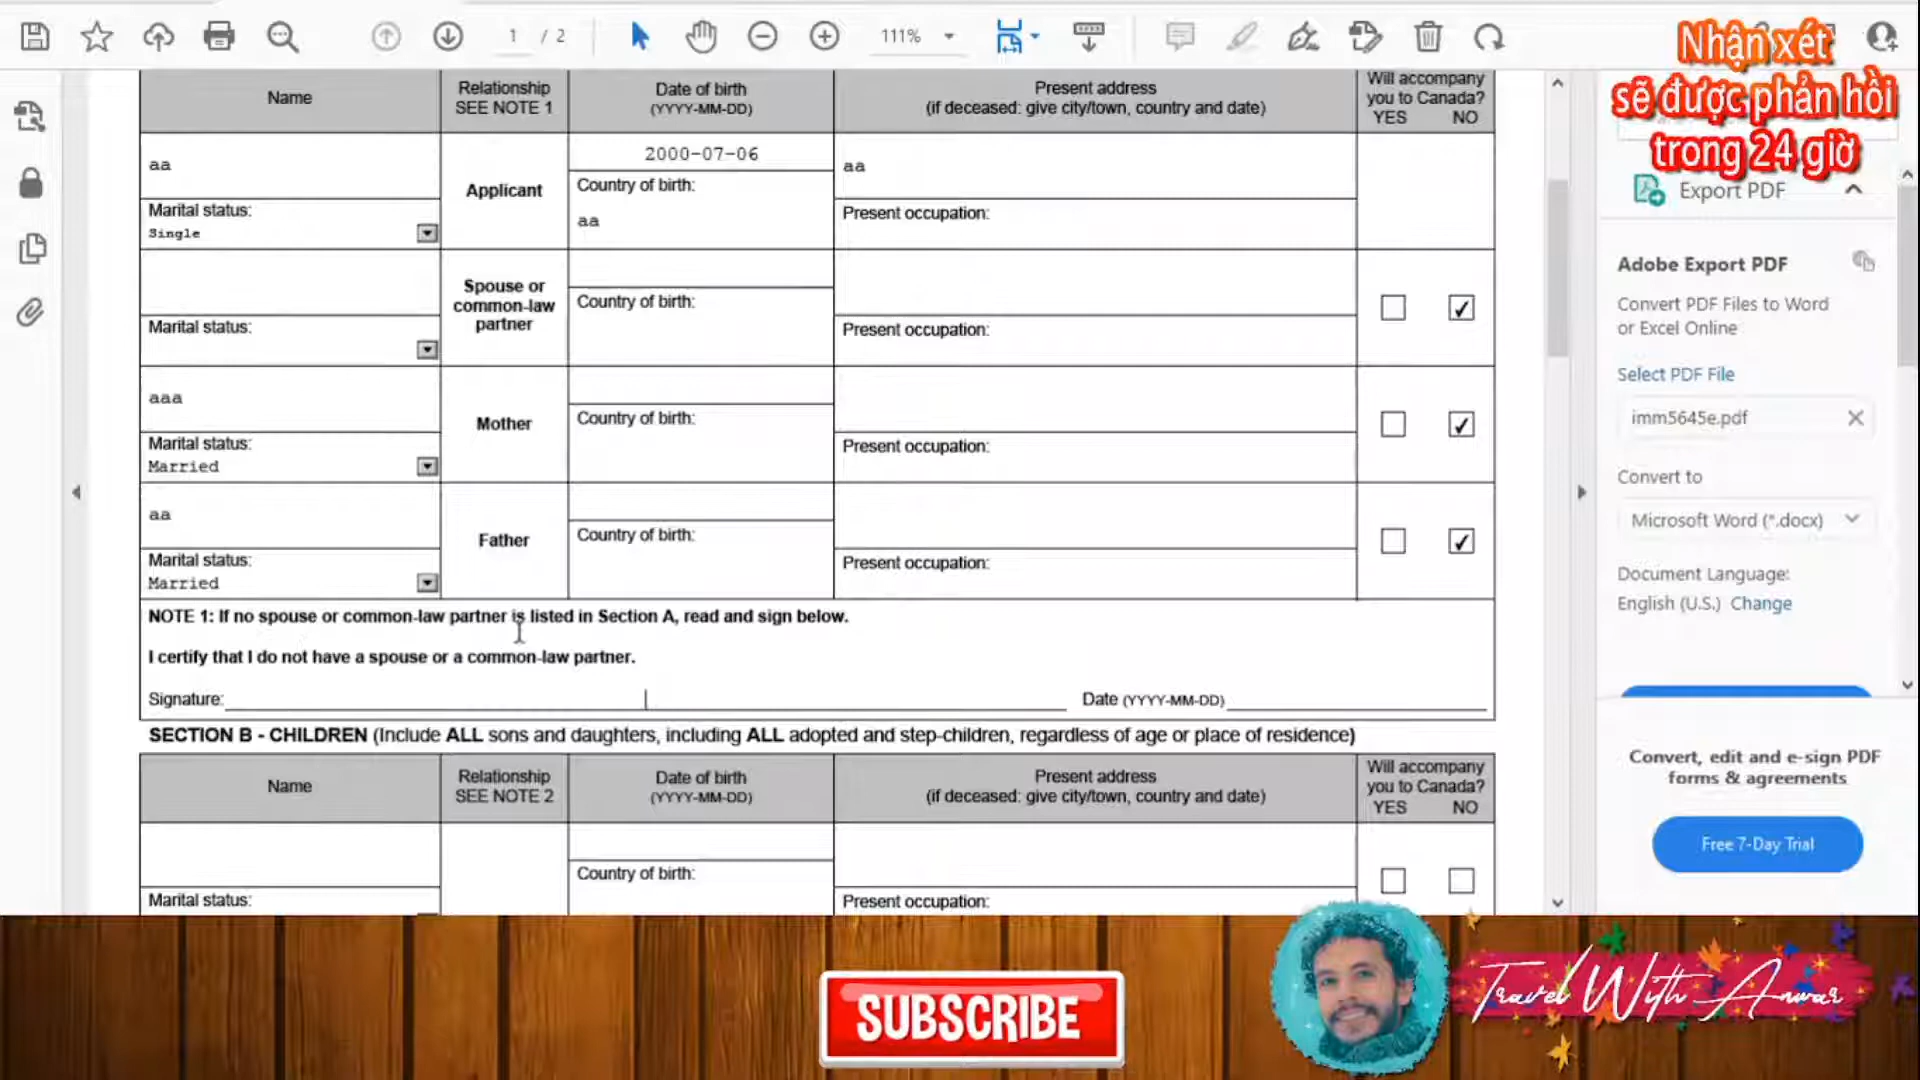 1 / 2
111%
Nhận xét
sẽ được phản hồi
trong 24 giờ
Name
Relationship
SEE NOTE 1
Date of birth
(YYYY-MM-DD)
Present address
(if deceased: give city/town, country and date)
Will accompany
you to Canada?
YES NO
aa
Marital status:
Single
Applicant
2000-07-06
Country of birth:
aa
aa
Present occupation:
Marital status:
Spouse or
common-law
partner
Country of birth:
Present occupation:
aaa
Marital status:
Married
Mother
Country of birth:
Present occupation:
aa
Marital status:
Married
Father
Country of birth:
Present occupation:
NOTE 1: If no spouse or common-law partner is listed in Section A, read and sign below.
I certify that I do not have a spouse or a common-law partner.
Signature:
Date (YYYY-MM-DD)
SECTION B - CHILDREN (Include ALL sons and daughters, including ALL adopted and step-children, regardless of age or place of residence)
Name
Relationship
SEE NOTE 2
Date of birth
(YYYY-MM-DD)
Present address
(if deceased: give city/town, country and date)
Will accompany
you to Canada?
YES NO
Marital status:
Country of birth:
Present occupation:
Export PDF
Adobe Export PDF
Convert PDF Files to Word
or Excel Online
Select PDF File
imm5645e.pdf
Convert to
Microsoft Word (*.docx)
Document Language:
English (U.S.) Change
Convert, edit and e-sign PDF
forms & agreements
Free 7-Day Trial
SUBSCRIBE
Travel With Anwar